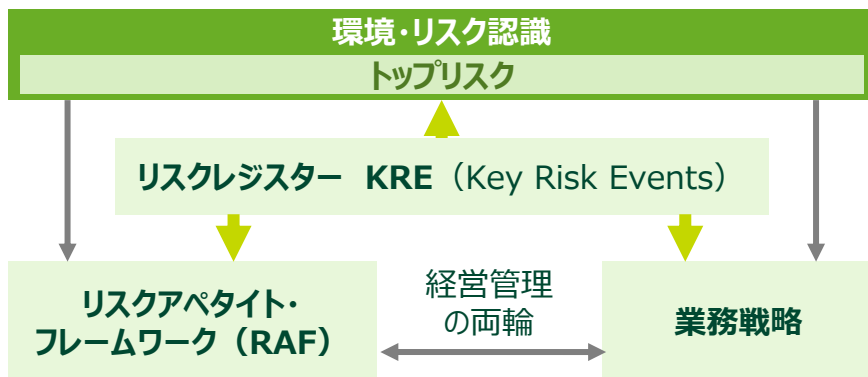 環境・リスク認識
トップリスク
リスクレジスター KRE（Key Risk Events）
リスクアペタイト・
フレームワーク（RAF）
経営管理
の両輪
業務戦略